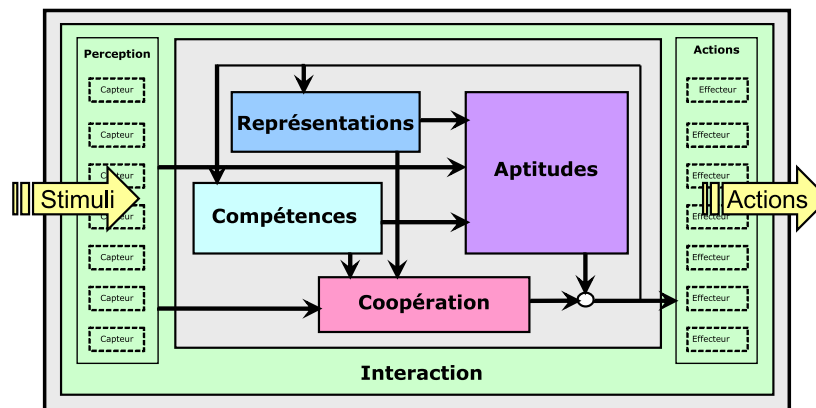 Perception
Actions
Capteur
Effecteur
Représentations
Capteur
Effecteur
Aptitudes
Capteur
Effecteur
Stimuli
Actions
Compétences
Capteur
Effecteur
Capteur
Effecteur
Coopération
Capteur
Effecteur
Capteur
Effecteur
Interaction